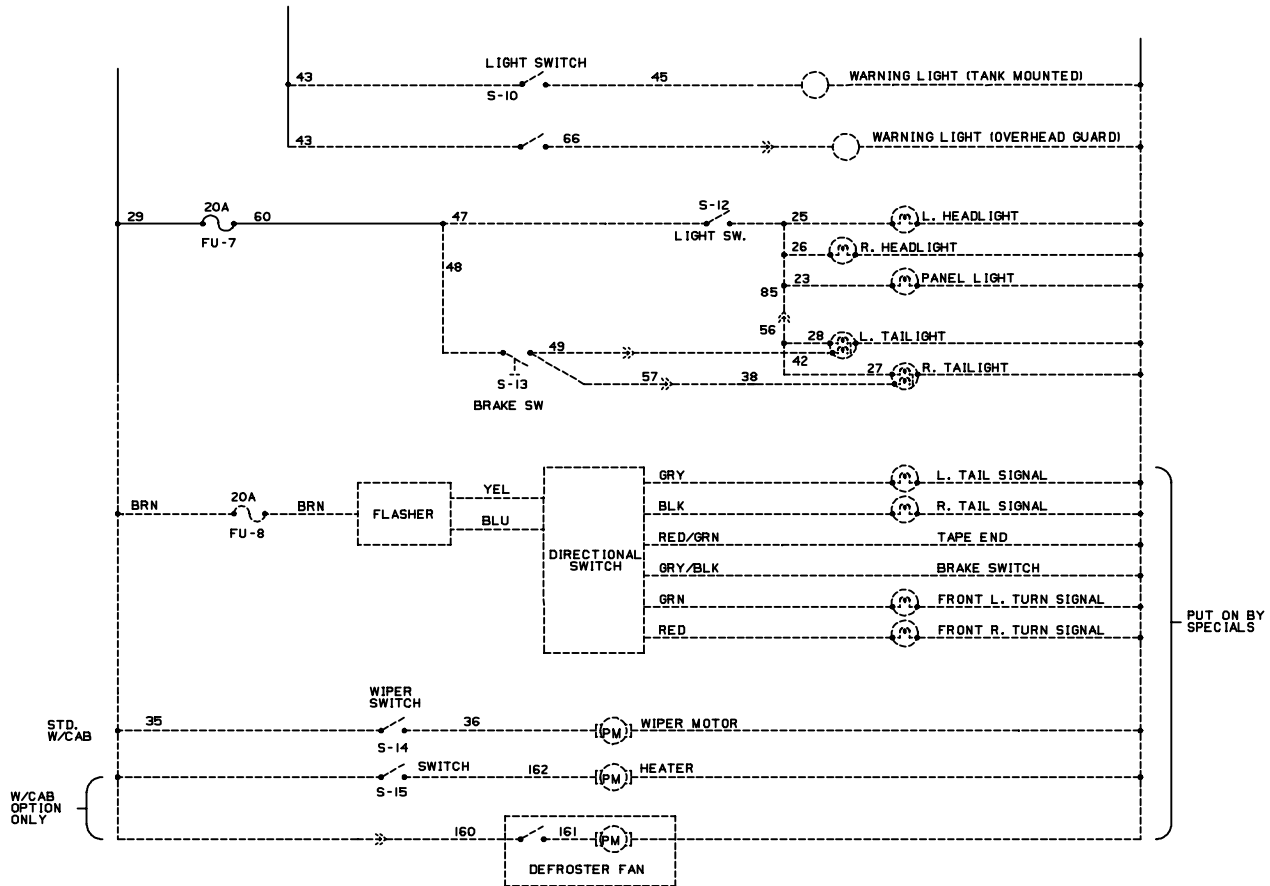 LIGHT SWITCH
43
45
WARNING LIGHT (TANK MOUNTED)
S-10
43
66
WARNING LIGHT (OVERHEAD GUARD)
29
20A
60
FU-7
47
S-12
LIGHT SW.
25
L. HEADLIGHT
26
R. HEADLIGHT
48
23
PANEL LIGHT
85
56
28
L. TAILIGHT
49
42
S-13
57
38
27
R. TAILIGHT
BRAKE SW
BRN
20A
BRN
FU-8
FLASHER
YEL
BLU
DIRECTIONAL
SWITCH
GRY
L. TAIL SIGNAL
BLK
R. TAIL SIGNAL
RED/GRN
TAPE END
GRY/BLK
BRAKE SWITCH
GRN
FRONT L. TURN SIGNAL
RED
FRONT R. TURN SIGNAL
PUT ON BY
SPECIALS
STD.
W/CAB
35
WIPER
SWITCH
S-14
36
PM
WIPER MOTOR
SWITCH
S-15
162
PM
HEATER
W/CAB
OPTION
ONLY
160
161
PM
DEFROSTER FAN